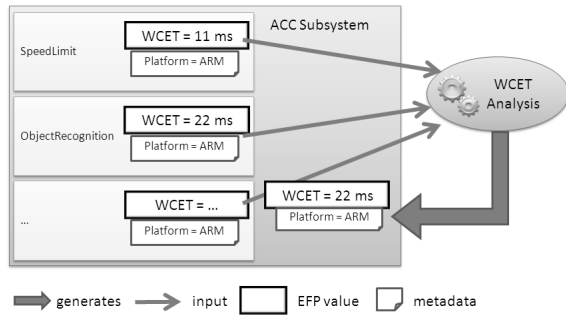 ACC Subsystem
SpeedLimit
WCET = 11 ms
Platform = ARM
ObjectRecognition
WCET = 22 ms
Platform = ARM
...
WCET = ...
Platform = ARM
WCET = 22 ms
Platform = ARM
WCET
Analysis
generates
input
EFP value
metadata